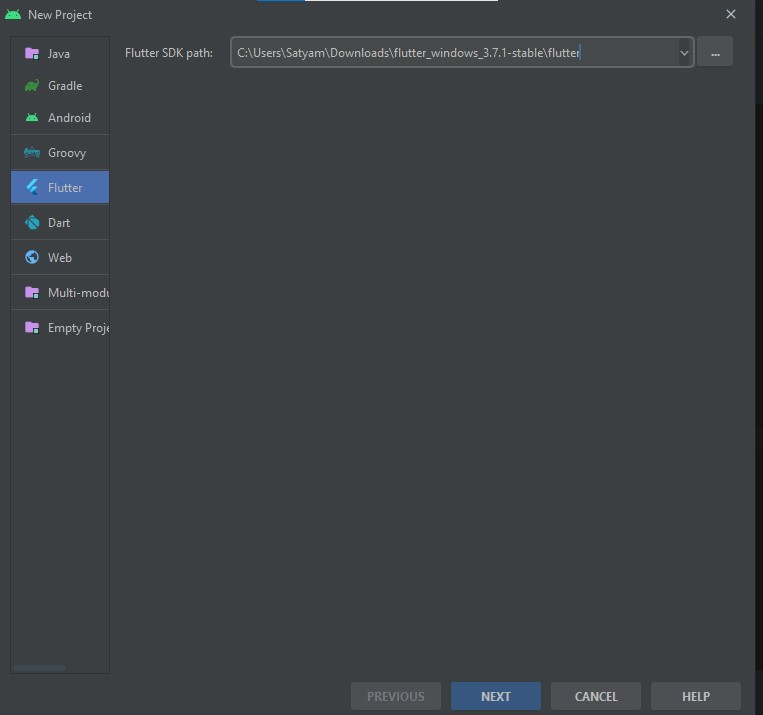 New Project
Java
Flutter SDK path: C:\Users\Satyam\Downloads\flutter_windows_3.7.1-stable\flutter ...
Gradle
Android
Groovy
Flutter
Dart
Web
Multi-modu
Empty Proje
PREVIOUS NEXT CANCEL HELP